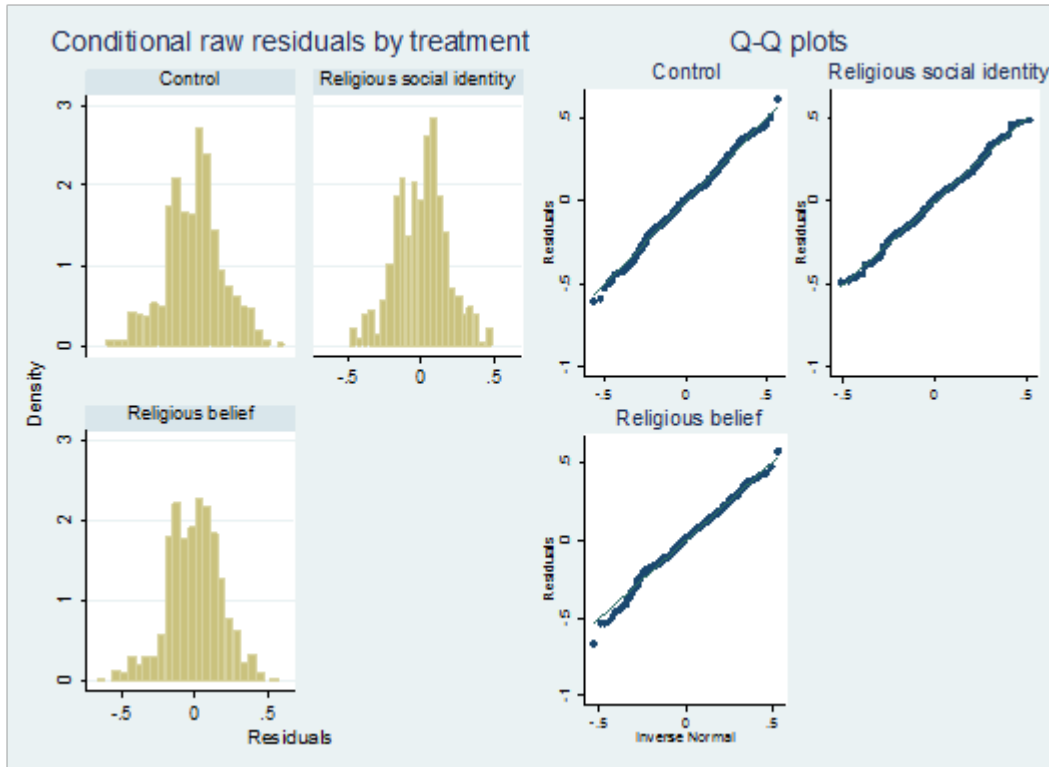 Conditional raw residuals by treatment
Control
Religious social identity
3
2
1
0
-.5
0
.5
Religious belief
3
2
1
0
-.5
0
.5
Density
Residuals
Q-Q plots
Control
.5
0
-.5
-1
Residuals
-.5
0
.5
Religious social identity
.5
0
-.5
-1
Residuals
-.5
0
.5
Religious belief
.5
0
-.5
-1
Residuals
-.5
0
.5
Inverse Normal